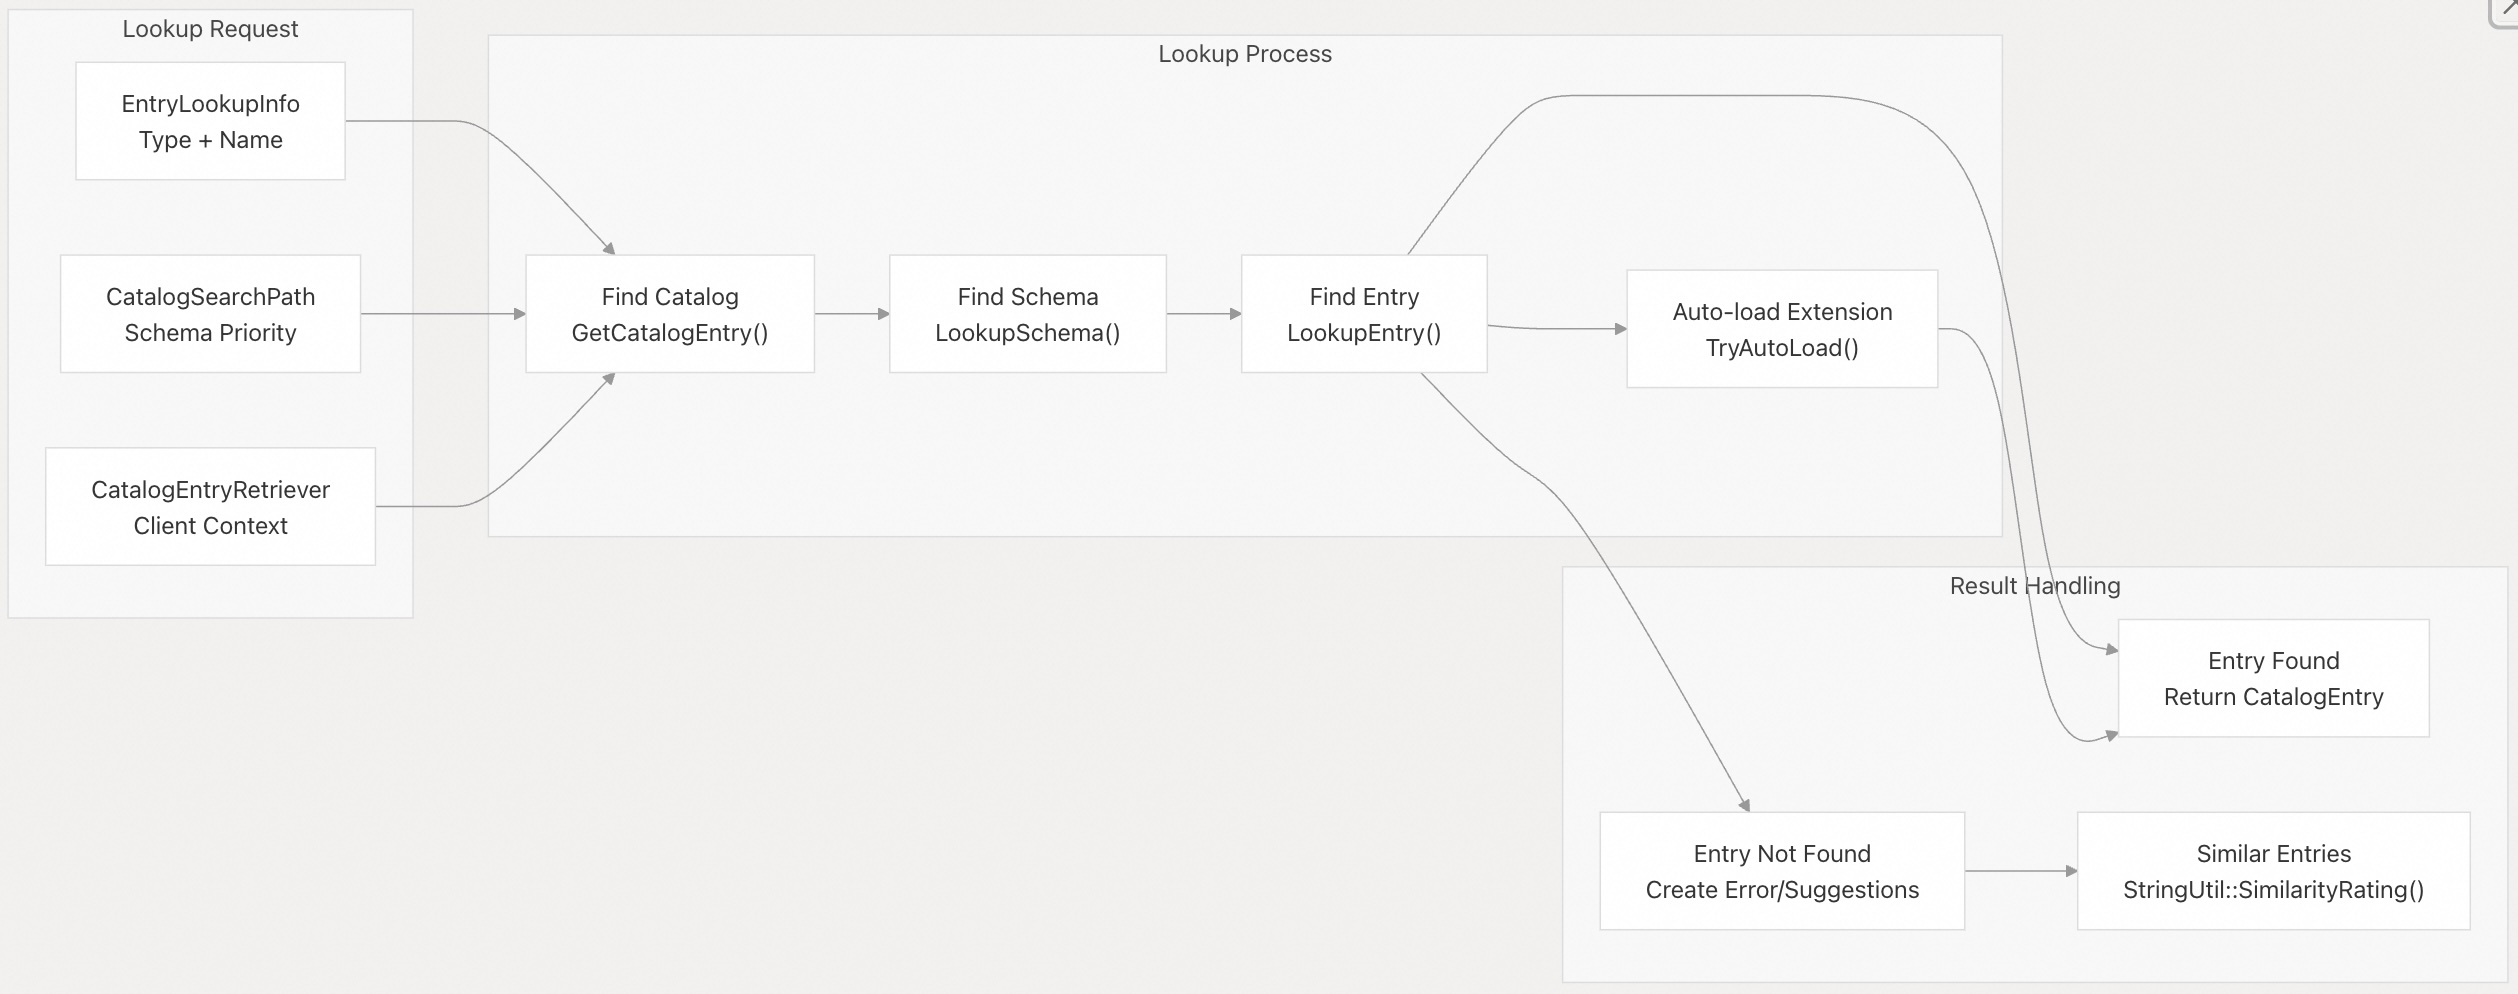 Lookup Request
EntryLookupInfo
Type + Name
CatalogSearchPath
Schema Priority
CatalogEntryRetriever
Client Context
Lookup Process
Find Catalog
GetCatalogEntry()
Find Schema
LookupSchema()
Find Entry
LookupEntry()
Auto-load Extension
TryAutoLoad()
Result Handling
Entry Found
Return CatalogEntry
Entry Not Found
Create Error/Suggestions
Similar Entries
StringUtil::SimilarityRating()